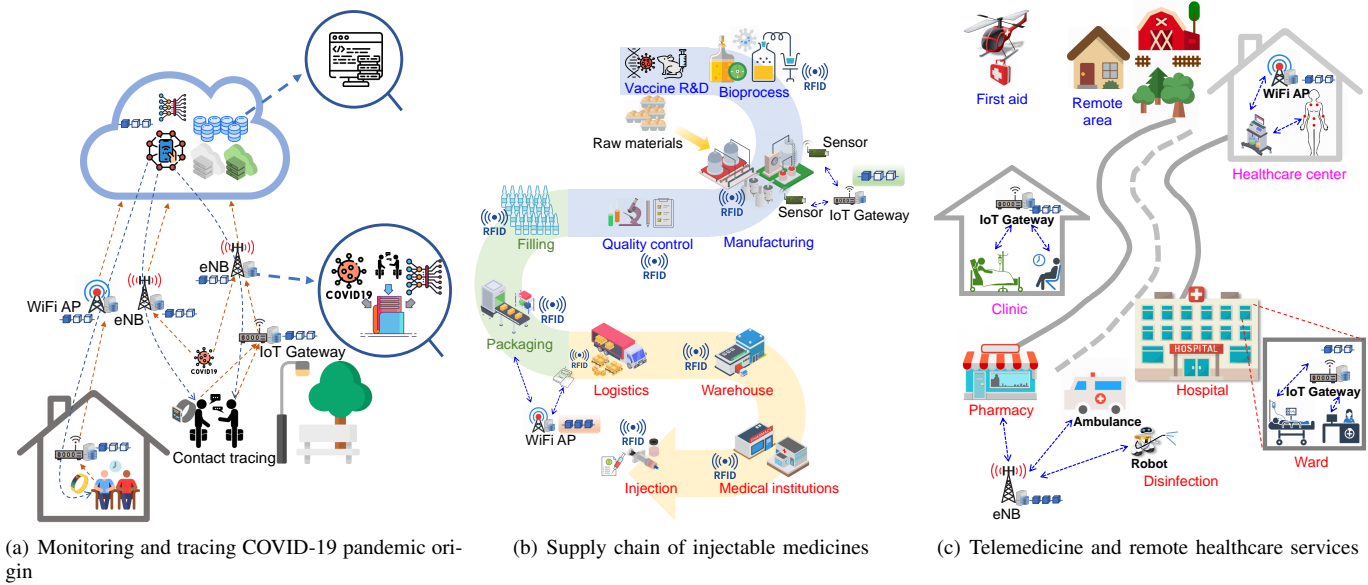 COVID19
WiFi AP
eNB
eNB
COVID19
IoT Gateway
Contact tracing
(a) Monitoring and tracing COVID-19 pandemic ori-
gin
Vaccine R&D
Bioprocess
RFID
Raw materials
Sensor
Sensor
IoT Gateway
RFID
RFID
Filling
Quality control
Manufacturing
RFID
RFID
Packaging
RFID
Logistics
RFID
Warehouse
WiFi AP
RFID
Injection
RFID
Medical institutions
(b) Supply chain of injectable medicines
First aid
Remote
area
WiFi AP
Healthcare center
IoT Gateway
Clinic
HOSPITAL
Hospital
Pharmacy
Ambulance
IoT Gateway
Ward
Robot
Disinfection
eNB
(c) Telemedicine and remote healthcare services